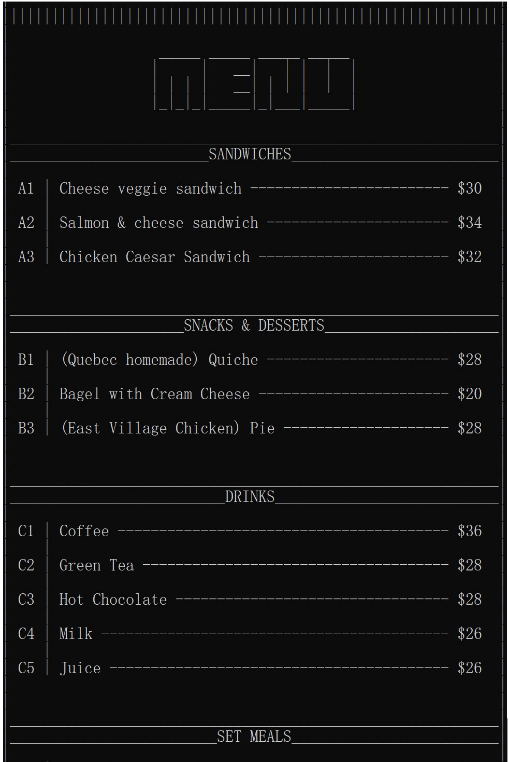 MENU
SANDWICHES
A1 | Cheese veggie sandwich ------------------------ $30
A2 | Salmon & cheese sandwich ---------------------- $34
A3 | Chicken Caesar Sandwich ----------------------- $32
SNACKS & DESSERTS
B1 | (Quebec homemade) Quiche ---------------------- $28
B2 | Bagel with Cream Cheese ----------------------- $20
B3 | (East Village Chicken) Pie -------------------- $28
DRINKS
C1 | Coffee ---------------------------------------- $36
C2 | Green Tea ------------------------------------- $28
C3 | Hot Chocolate --------------------------------- $28
C4 | Milk ------------------------------------------ $26
C5 | Juice ----------------------------------------- $26
SET MEALS